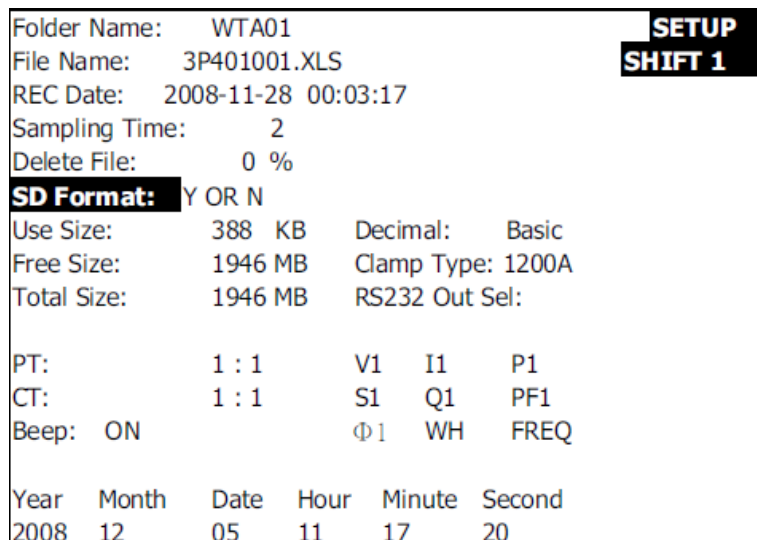 Folder Name: WTA01 SETUP
File Name: 3P401001.XLS SHIFT 1
REC Date: 2008-11-28 00:03:17
Sampling Time: 2
Delete File: 0 %
SD Format: Y OR N
Use Size: 388 KB Decimal: Basic
Free Size: 1946 MB Clamp Type: 1200A
Total Size: 1946 MB RS232 Out Sel:
PT: 1 : 1 V1 I1 P1
CT: 1 : 1 S1 Q1 PF1
Beep: ON Φ1 WH FREQ
Year Month Date Hour Minute Second
2008 12 05 11 17 20